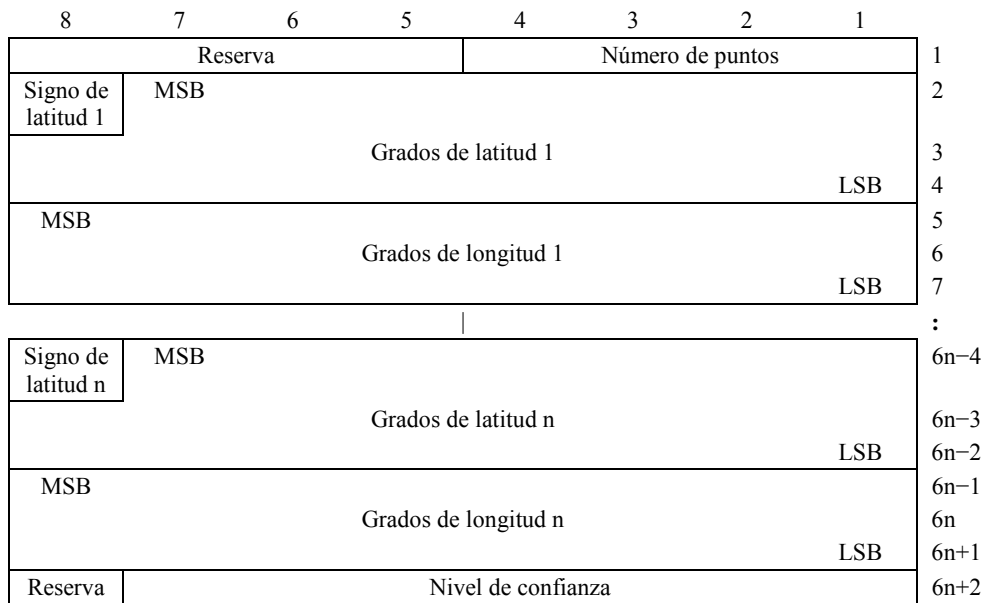 8 7 6 5 4 3 2 1
Reserva Número de puntos 1
Signo de MSB 2
latitud 1
Grados de latitud 1 3
LSB 4
MSB 5
Grados de longitud 1 6
LSB 7
| :
Signo de MSB 6n−4
latitud n
Grados de latitud n 6n−3
LSB 6n−2
MSB 6n−1
Grados de longitud n 6n
LSB 6n+1
Reserva Nivel de confianza 6n+2